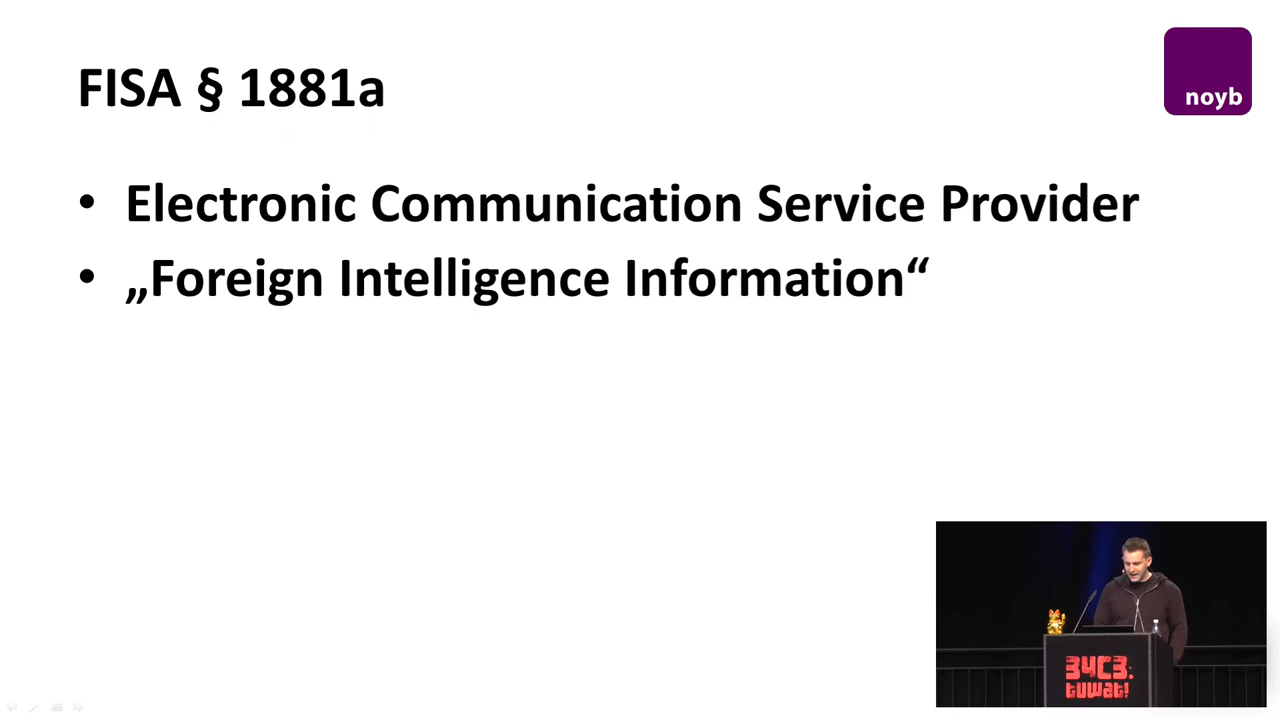 FISA § 1881a
noyb
• Electronic Communication Service Provider
• „Foreign Intelligence Information“
34C3.
tuwat!